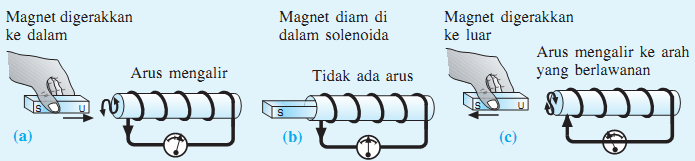 Magnet digerakkan
ke dalam
Arus mengalir
S
U
(a)
Magnet diam di
dalam solenoida
Tidak ada arus
S
(b)
Magnet digerakkan
ke luar
Arus mengalir ke arah
yang berlawanan
S
U
(c)